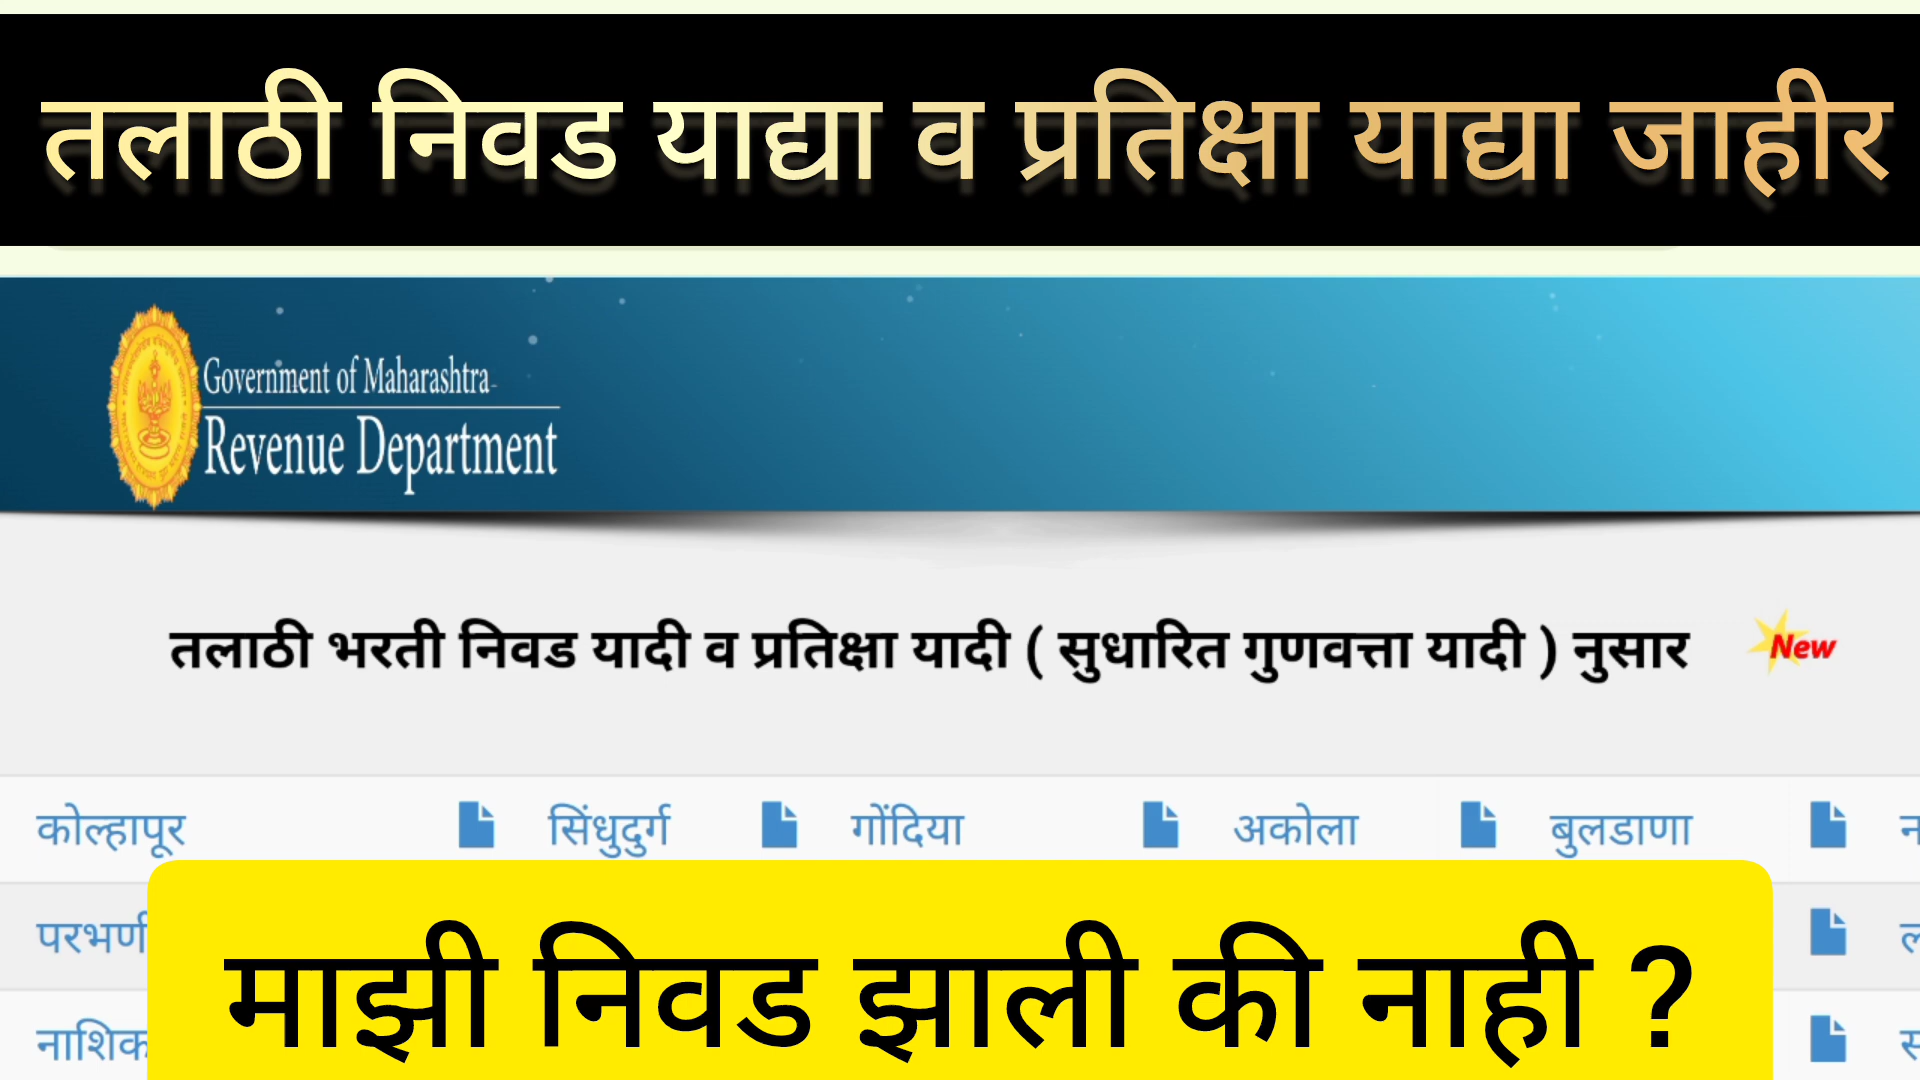 तलाठी निवड याद्या व प्रतिक्षा याद्या जाहीर
Government of Maharashtra
Revenue Department
तलाठी भरती निवड यादी व प्रतिक्षा यादी ( सुधारित गुणवत्ता यादी ) नुसार New
कोल्हापूर सिंधुदुर्ग गोंदिया अकोला बुलडाणा
नाशिक
माझी निवड झाली की नाही ?